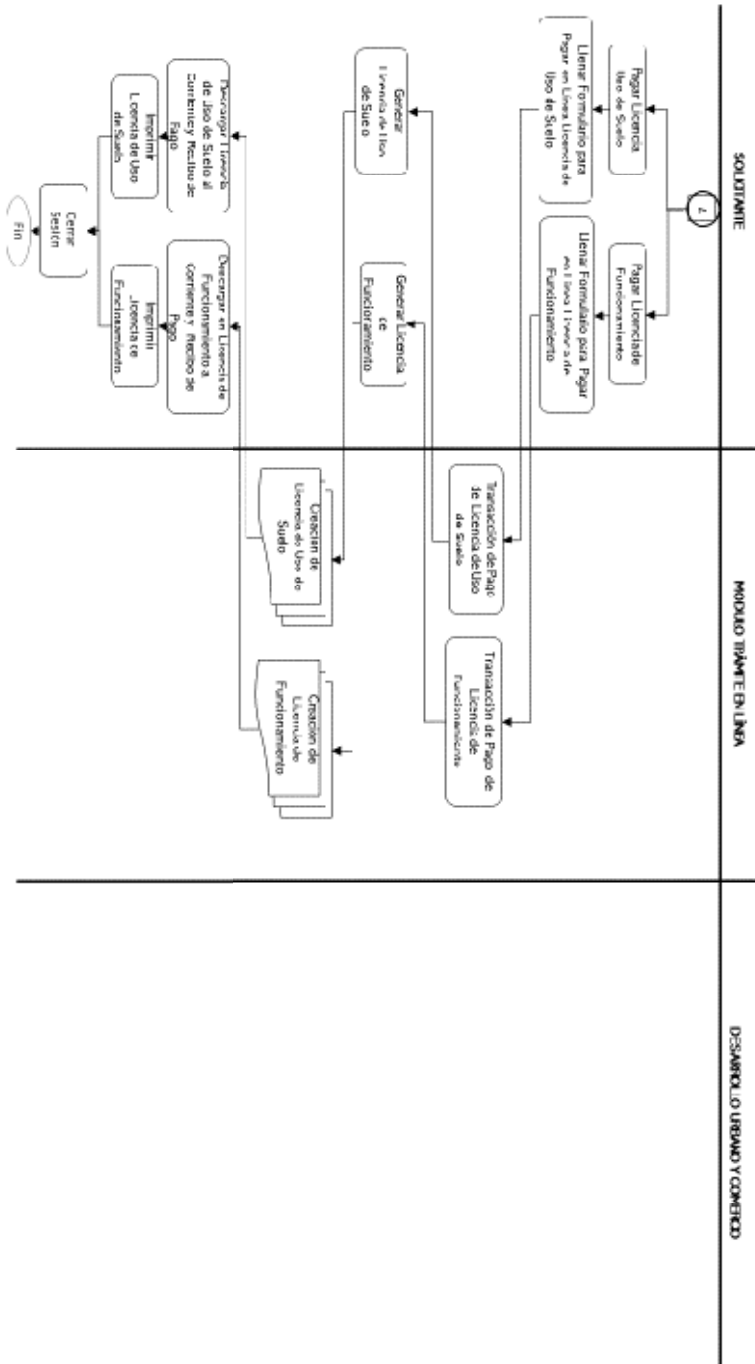 SOLICITANTE
MODULO TRÁMITE EN LÍNEA
DESARROLLO URBANO Y COMERCIO
Pagar Licencia
Uso de Suelo
Pagar Licencia de
Funcionamiento
Llenar Formulario para
Pagar en Línea Licencia de
Uso de Suelo
Llenar Formulario para Pagar
en Línea Licencia de
Funcionamiento
Transacción de Pago
de Licencia de Uso
de Suelo
Transacción de Pago de
Licencia de
Funcionamiento
Generar
Licencia de Uso
de Suelo
Generar Licencia
de
Funcionamiento
Creación de
Licencia de Uso de
Suelo
Creación de
Licencia de
Funcionamiento
Descargar Licencia
de Uso de Suelo al
Corriente y Recibo de
Pago
Descargar en Licencia de
Funcionamiento a
Corriente y Recibo de
Pago
Imprimir
Licencia de Uso
de Suelo
Imprimir
Licencia de
Funcionamiento
Cerrar
Sesión
Fin